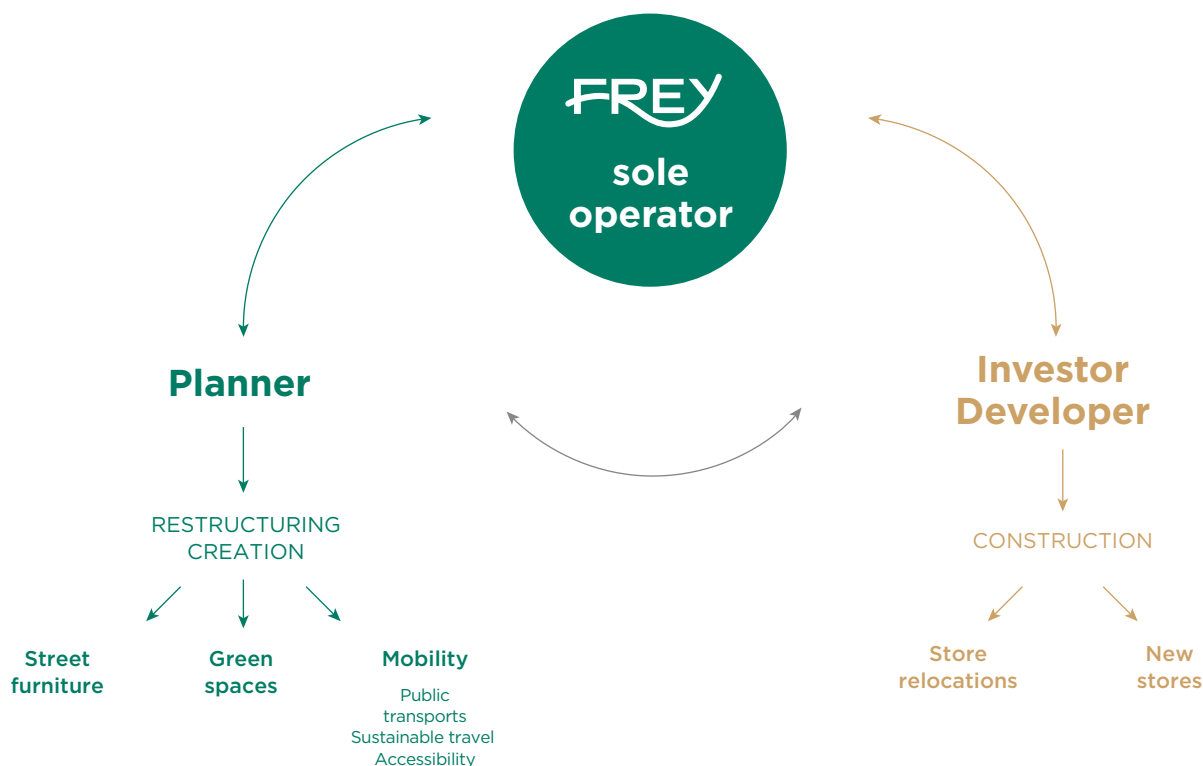 FREY
sole
operator
Planner
Investor
Developer
RESTRUCTURING
CREATION
CONSTRUCTION
Street
furniture
Green
spaces
Mobility
Public
transports
Sustainable travel
Accessibility
Store
relocations
New
stores